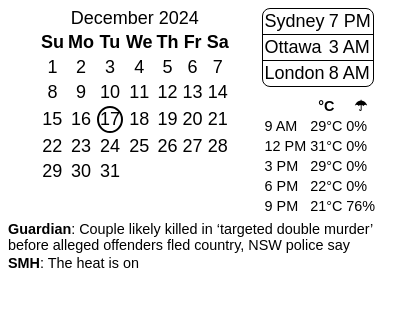 December 2024
Su Mo Tu We Th Fr Sa
1 2 3 4 5 6 7
8 9 10 11 12 13 14
15 16 17 18 19 20 21
22 23 24 25 26 27 28
29 30 31
Sydney 7 PM
Ottawa 3 AM
London 8 AM
°C ☂
9 AM 29°C 0%
12 PM 31°C 0%
3 PM 29°C 0%
6 PM 22°C 0%
9 PM 21°C 76%
Guardian: Couple likely killed in ‘targeted double murder’
before alleged offenders fled country, NSW police say
SMH: The heat is on